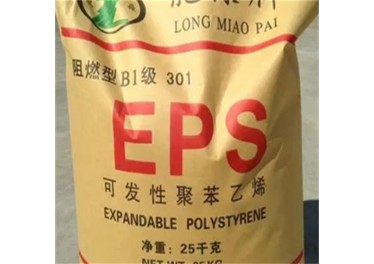 LONG MIAO PAI
阻燃型B1级 301
EPS
可发性聚苯乙烯
EXPANDABLE POLYSTYRENE
净重：25千克